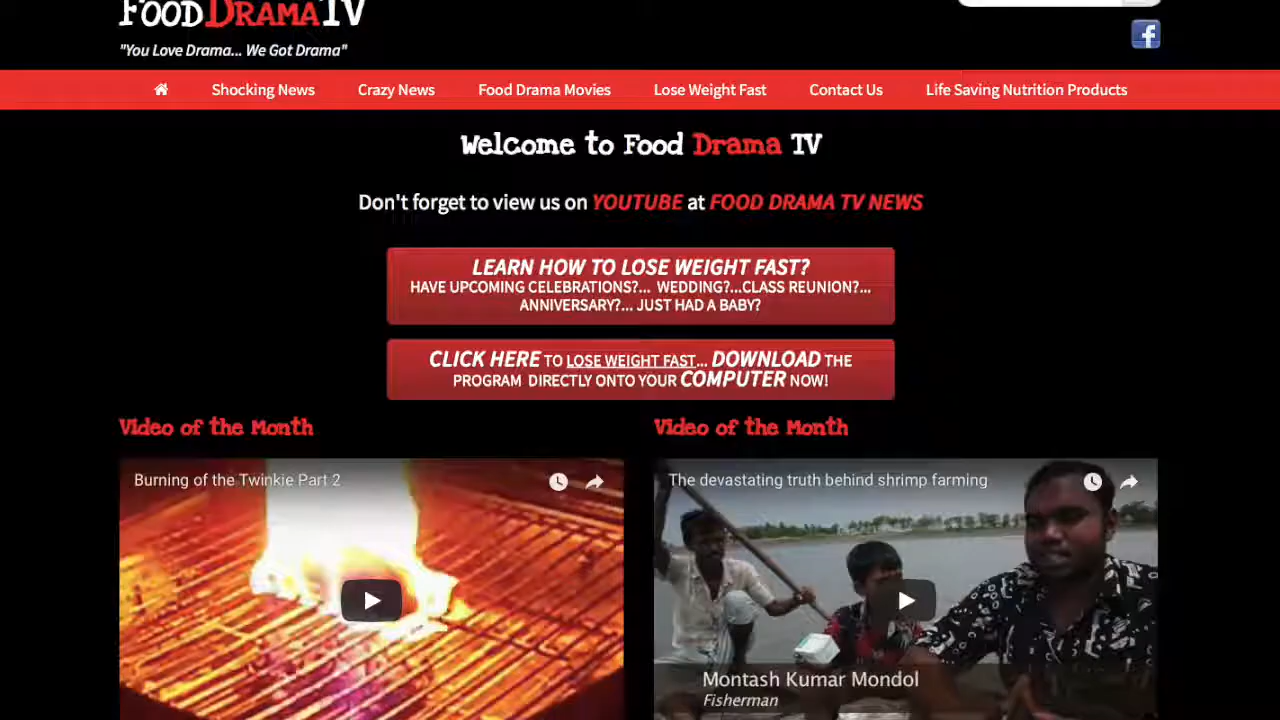 FOODDRAMATV
"You Love Drama... We Got Drama"
Shocking News Crazy News Food Drama Movies Lose Weight Fast Contact Us Life Saving Nutrition Products
Welcome to Food Drama TV
Don't forget to view us on YOUTUBE at FOOD DRAMA TV NEWS
LEARN HOW TO LOSE WEIGHT FAST?
HAVE UPCOMING CELEBRATIONS?... WEDDING?...CLASS REUNION?...
ANNIVERSARY?... JUST HAD A BABY?
CLICK HERE TO LOSE WEIGHT FAST... DOWNLOAD THE
PROGRAM DIRECTLY ONTO YOUR COMPUTER NOW!
Video of the Month
Video of the Month
Burning of the Twinkie Part 2
The devastating truth behind shrimp farming
Montash Kumar Mondol
Fisherman